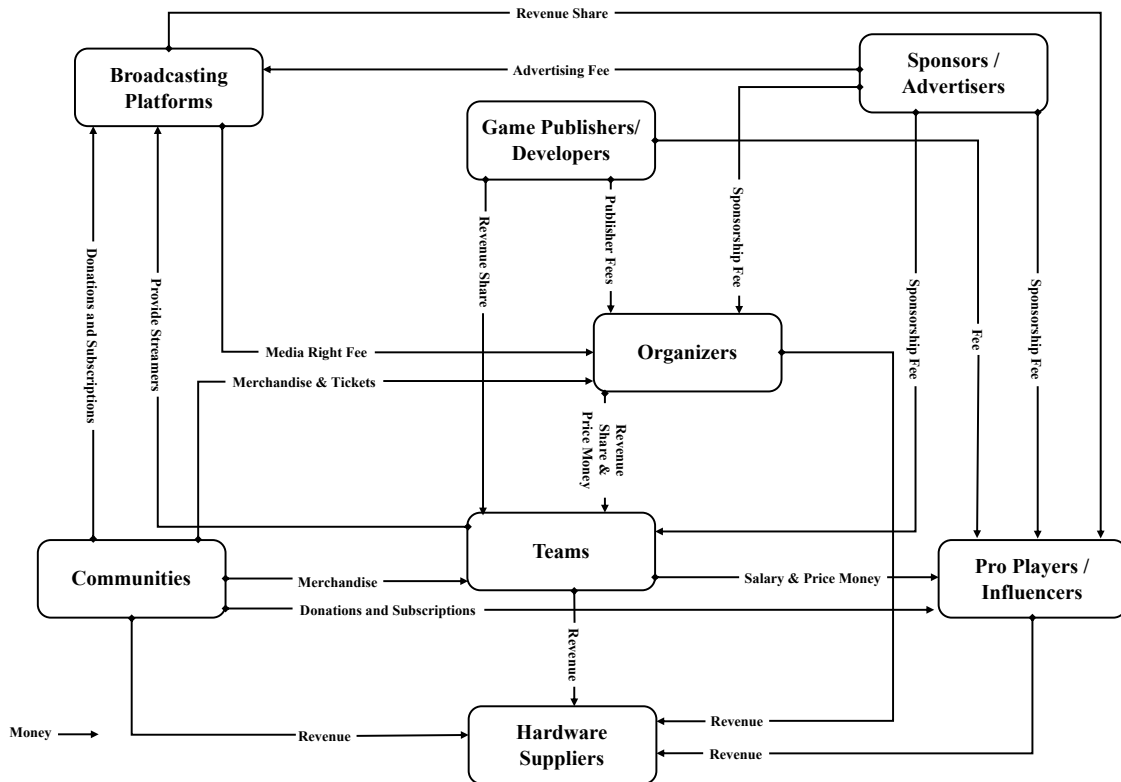 Revenue Share
Broadcasting
Platforms
Advertising Fee
Sponsors /
Advertisers
Game Publishers/
Developers
Donations and Subscriptions
Provide Streamers
Revenue Share
Publisher Fees
Sponsorship Fee
Sponsorship Fee
Fee
Sponsorship Fee
Media Right Fee
Organizers
Merchandise & Tickets
Revenue
Share &
Price Money
Teams
Communities
Merchandise
Salary & Price Money
Pro Players /
Influencers
Donations and Subscriptions
Revenue
Money
Revenue
Hardware
Suppliers
Revenue
Revenue